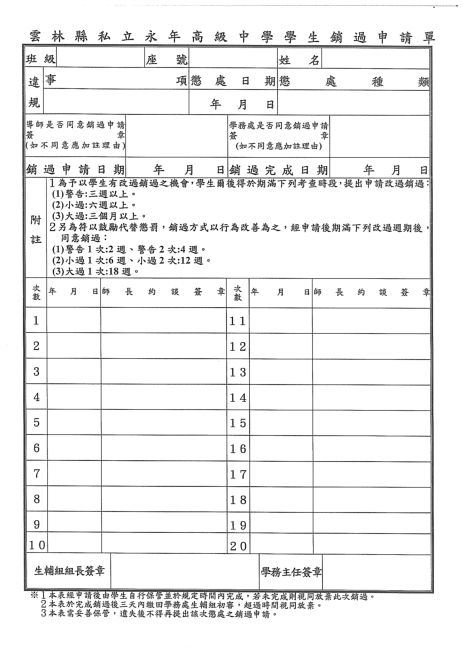 雲林縣私立永年高級中學學生銷過申請單
班級 座號 姓名
違規 事項 懲處日期 懲處種類
年 月 日
導師是否同意銷過申請簽章(如不同意應加註理由) 學務處是否同意銷過申請簽章(如不同意應加註理由)
銷過申請日期 年 月 日 銷過完成日期 年 月 日
附註
1為予以學生有改過銷過之機會,學生爾後得於期滿下列考查時段,提出申請改過銷過:
(1)警告:三週以上。
(2)小過:六週以上。
(3)大過:三個月以上。
2另為符以鼓勵代替懲罰,銷過方式以行為改善為之,經申請後期滿下列改過週期後,
同意銷過:
(1)警告1次:2週、警告2次:4週。
(2)小過1次:6週、小過2次:12週。
(3)大過1次:18週。
次數 年 月 日 師長約談簽章 次數 年 月 日 師長約談簽章
1 11
2 12
3 13
4 14
5 15
6 16
7 17
8 18
9 19
10 20
生輔組組長簽章 學務主任簽章
※1本表經申請後由學生自行保管並於規定時間內完成,若未完成則視同放棄此次銷過。
2本表於完成銷過後三天內繳回學務處生輔組初審,超過時間視同放棄。
3本表需妥善保管,遺失後不得再提出該次懲處銷過申請。